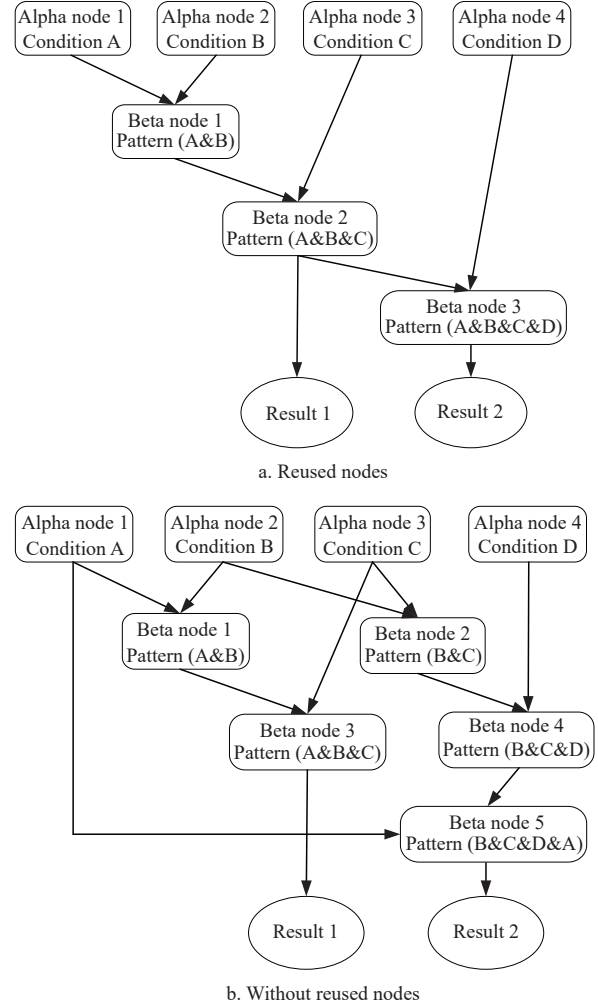 Alpha node 1
Condition A
Alpha node 2
Condition B
Alpha node 3
Condition C
Alpha node 4
Condition D
Beta node 1
Pattern (A&B)
Beta node 2
Pattern (A&B&C)
Beta node 3
Pattern (A&B&C&D)
Result 1
Result 2
a. Reused nodes
Alpha node 1
Condition A
Alpha node 2
Condition B
Alpha node 3
Condition C
Alpha node 4
Condition D
Beta node 1
Pattern (A&B)
Beta node 2
Pattern (B&C)
Beta node 3
Pattern (A&B&C)
Beta node 4
Pattern (B&C&D)
Beta node 5
Pattern (B&C&D&A)
Result 1
Result 2
b. Without reused nodes